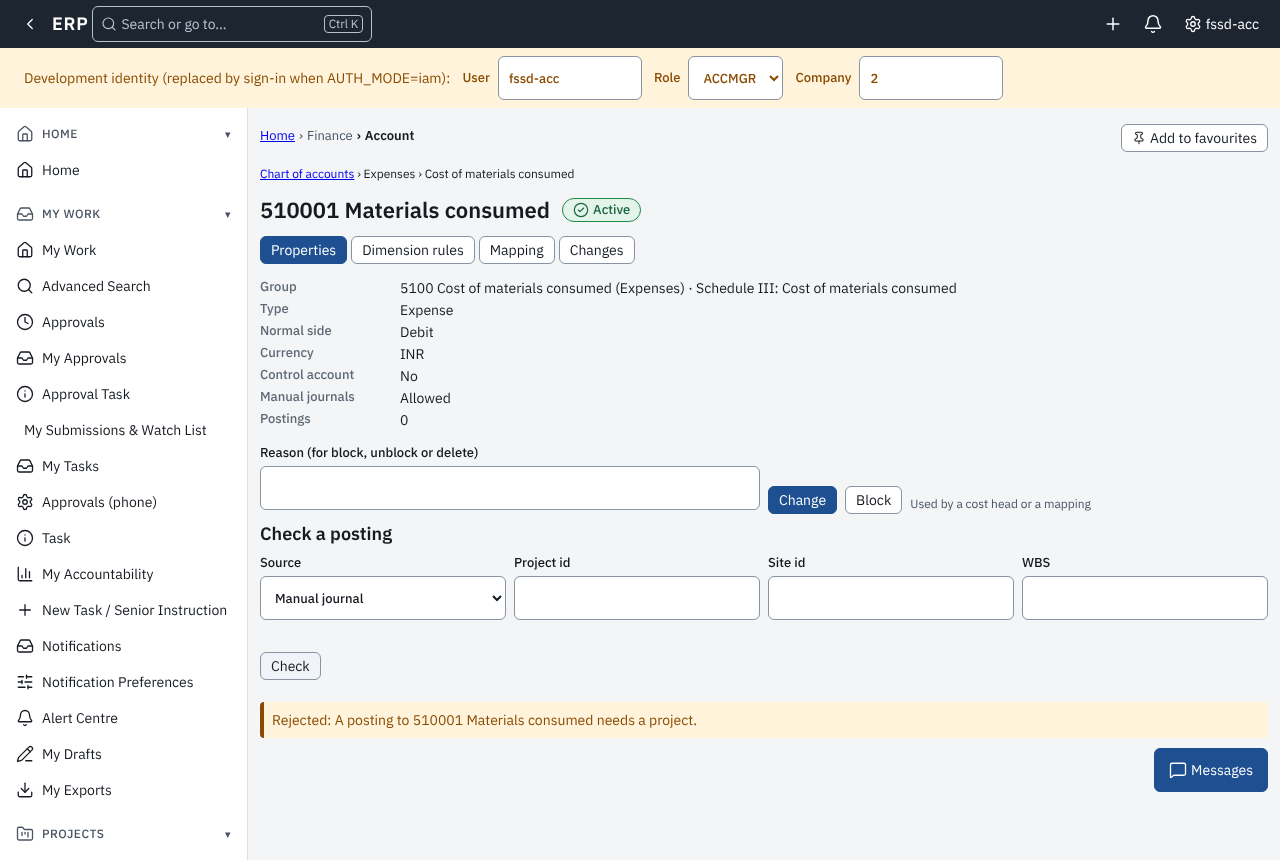 ERP
Search or go to...
Ctrl K
fssd-acc
Development identity (replaced by sign-in when AUTH_MODE=iam):
User
fssd-acc
Role
ACCMGR
Company
2
HOME
Home
MY WORK
My Work
Advanced Search
Approvals
My Approvals
Approval Task
My Submissions & Watch List
My Tasks
Approvals (phone)
Task
My Accountability
New Task / Senior Instruction
Notifications
Notification Preferences
Alert Centre
My Drafts
My Exports
PROJECTS
Home › Finance › Account
Add to favourites
Chart of accounts › Expenses › Cost of materials consumed
510001 Materials consumed
Active
Properties
Dimension rules
Mapping
Changes
Group 5100 Cost of materials consumed (Expenses) · Schedule III: Cost of materials consumed
Type Expense
Normal side Debit
Currency INR
Control account No
Manual journals Allowed
Postings 0
Reason (for block, unblock or delete)
Change
Block
Used by a cost head or a mapping
Check a posting
Source
Project id
Site id
WBS
Manual journal
Check
Rejected: A posting to 510001 Materials consumed needs a project.
Messages